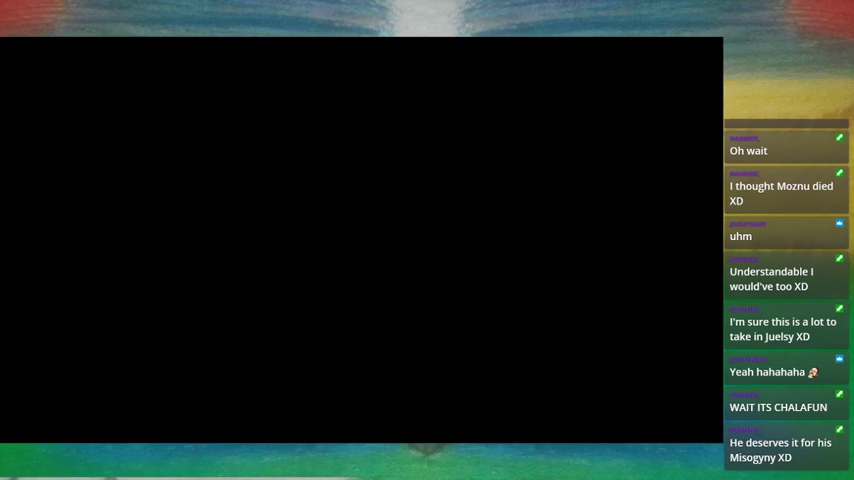 Oh wait
I thought Moznu died
XD
uhm
Understandable I
would've too XD
I'm sure this is a lot to
take in Juelsy XD
Yeah hahahaha
WAIT ITS CHALAFUN
He deserves it for his
Misogyny XD